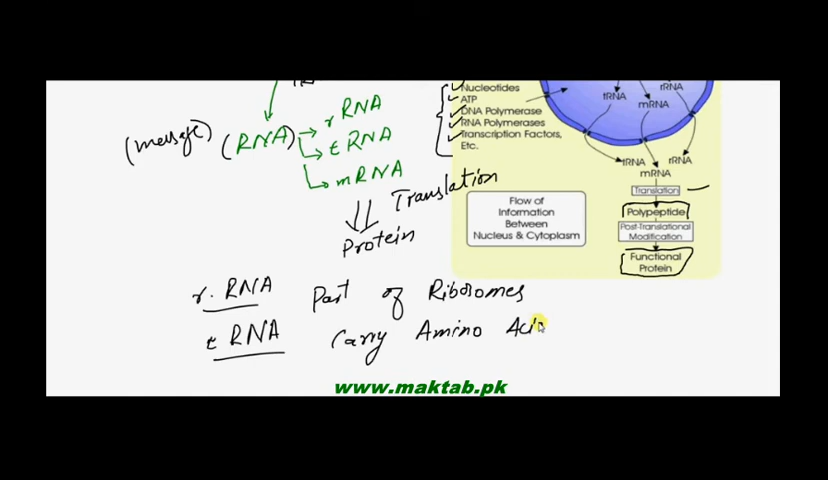 (message) (RNA)
rRNA
tRNA
mRNA
Translation
Protein
r.RNA Part of Ribosomes
tRNA Carry Amino Aci
Nucleotides
ATP
DNA Polymerase
RNA Polymerases
Transcription Factors,
Etc.
tRNA
mRNA
rRNA
tRNA
mRNA
rRNA
Translation
Polypeptide
Post-Translational
Modification
Functional
Protein
Flow of
Information
Between
Nucleus & Cytoplasm
www.maktab.pk